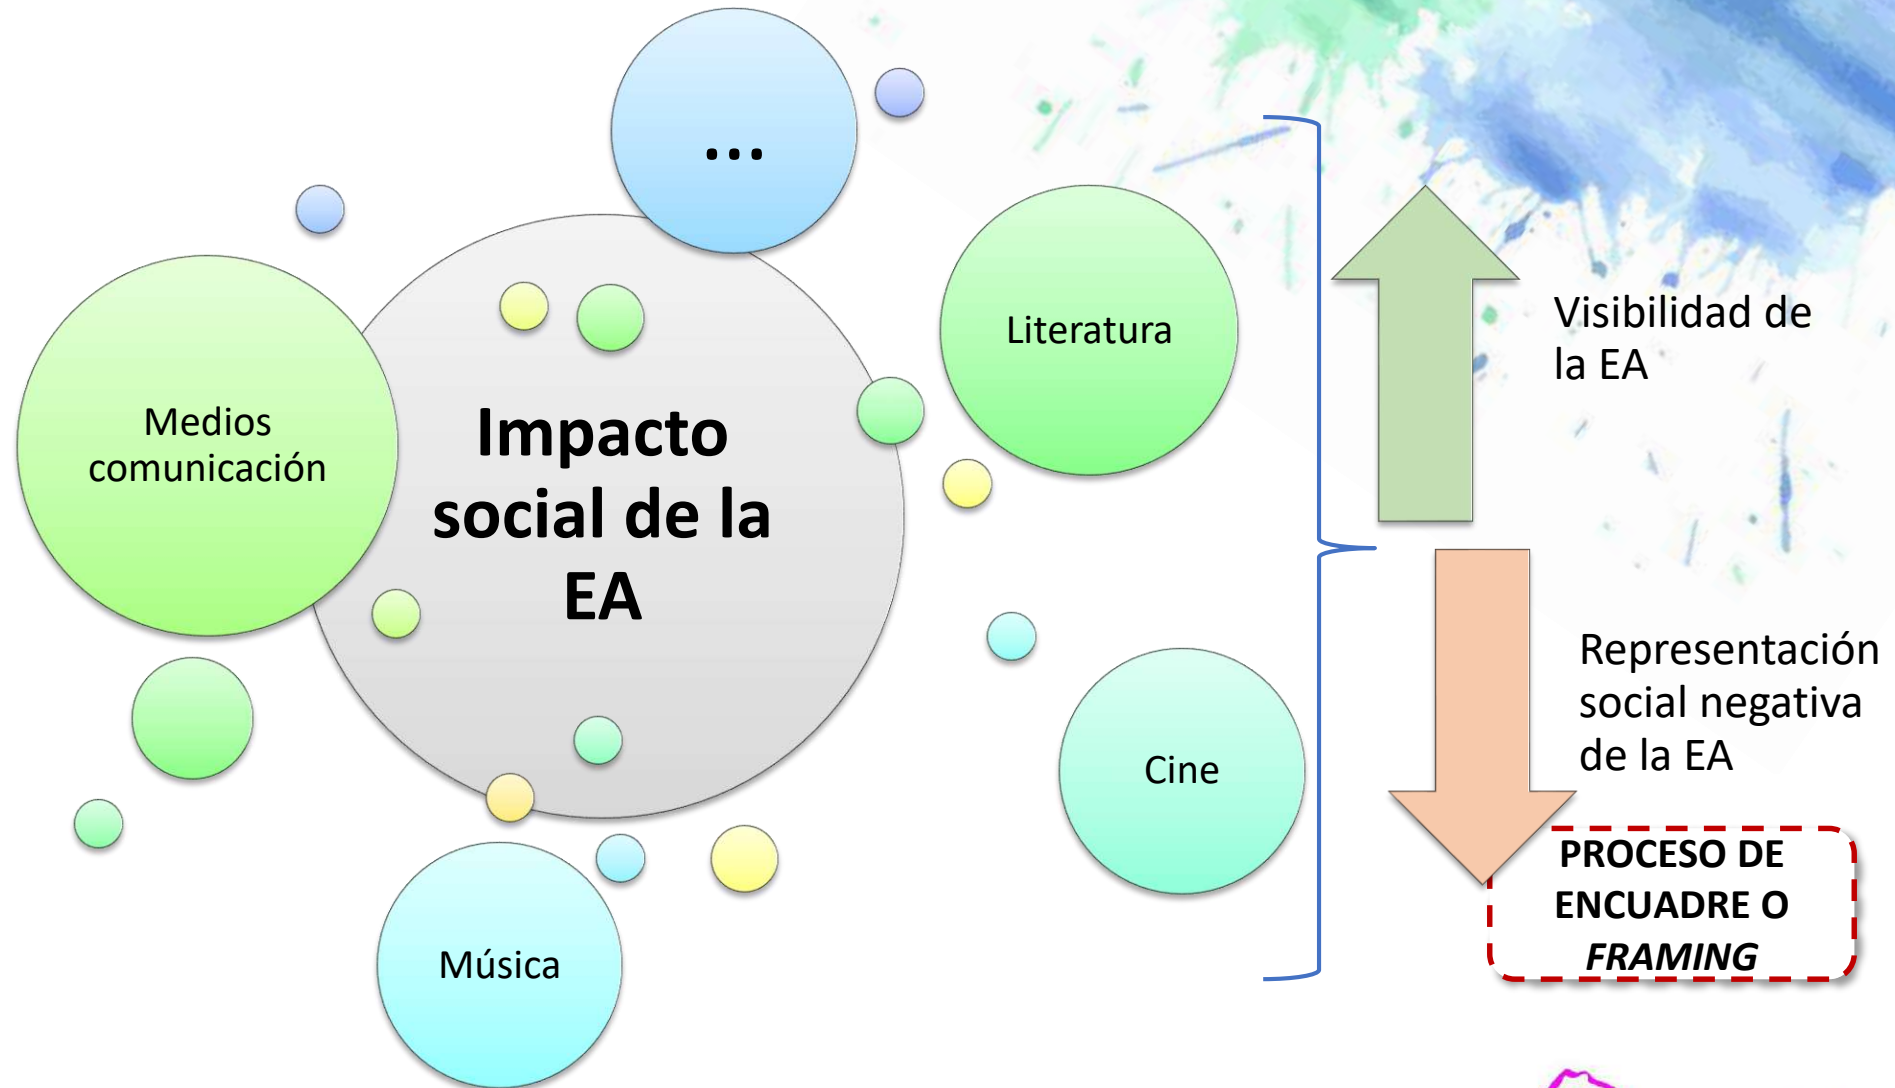 ...
Literatura
Medios
comunicación
Impacto
social de la
EA
Cine
Música
Visibilidad de
la EA
Representación
social negativa
de la EA
PROCESO DE
ENCUADRE O
FRAMING